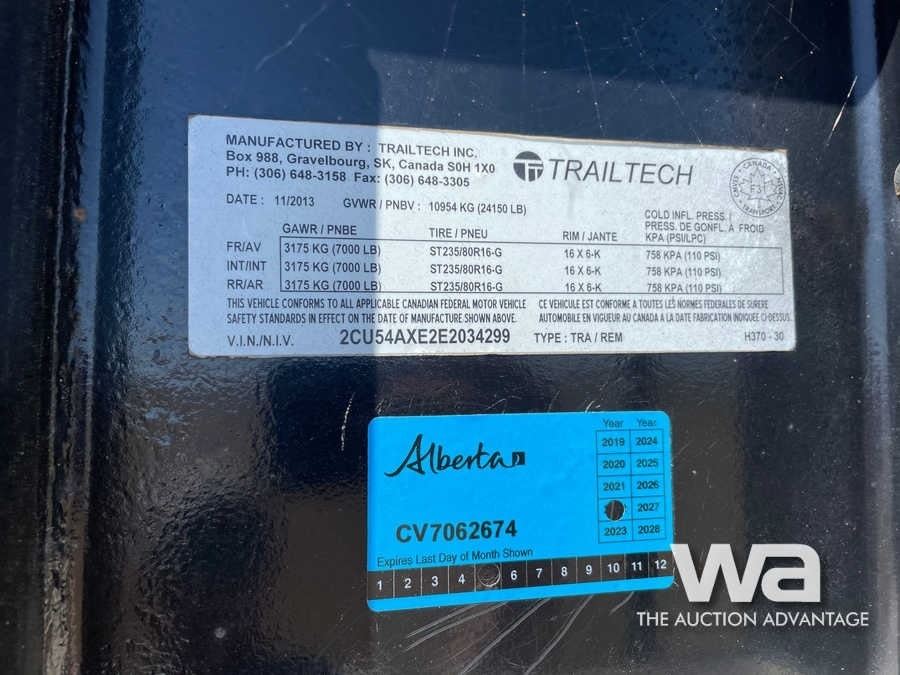 MANUFACTURED BY : TRAILTECH INC.
Box 988, Gravelbourg, SK, Canada S0H 1X0
PH: (306) 648-3158 Fax: (306) 648-3305
TRAILTECH
CANADA
F3
TRANSPORT
DATE : 11/2013 GVWR / PNBV : 10954 KG (24150 LB)
COLD INFL. PRESS. /
PRESS. DE GONFL. À FROID
GAWR / PNBE TIRE / PNEU RIM / JANTE KPA (PSI/LPC)
FR/AV 3175 KG (7000 LB) ST235/80R16-G 16 X 6-K 758 KPA (110 PSI)
INT/INT 3175 KG (7000 LB) ST235/80R16-G 16 X 6-K 758 KPA (110 PSI)
RR/AR 3175 KG (7000 LB) ST235/80R16-G 16 X 6-K 758 KPA (110 PSI)
THIS VEHICLE CONFORMS TO ALL APPLICABLE CANADIAN FEDERAL MOTOR VEHICLE
SAFETY STANDARDS IN EFFECT ON THE DATE OF MANUFACTURE SHOWN ABOVE.
CE VEHICULE EST CONFORME A TOUTES LES NORMES FEDERALES DE SURERE
AUTOMOBILE EN VIGUEUR AU CANADA A LA DATE FABRICATION INDIQUEE CI-DESSUS
V.I.N./N.I.V. 2CU54AXE2E2034299 TYPE : TRA / REM H370 - 30
Alberta
Year Year
2019 2024
2020 2025
2021 2026
2027
2023 2028
CV7062674
Expires Last Day of Month Shown
1 2 3 4 6 7 8 9 10 11 12
wa
THE AUCTION ADVANTAGE